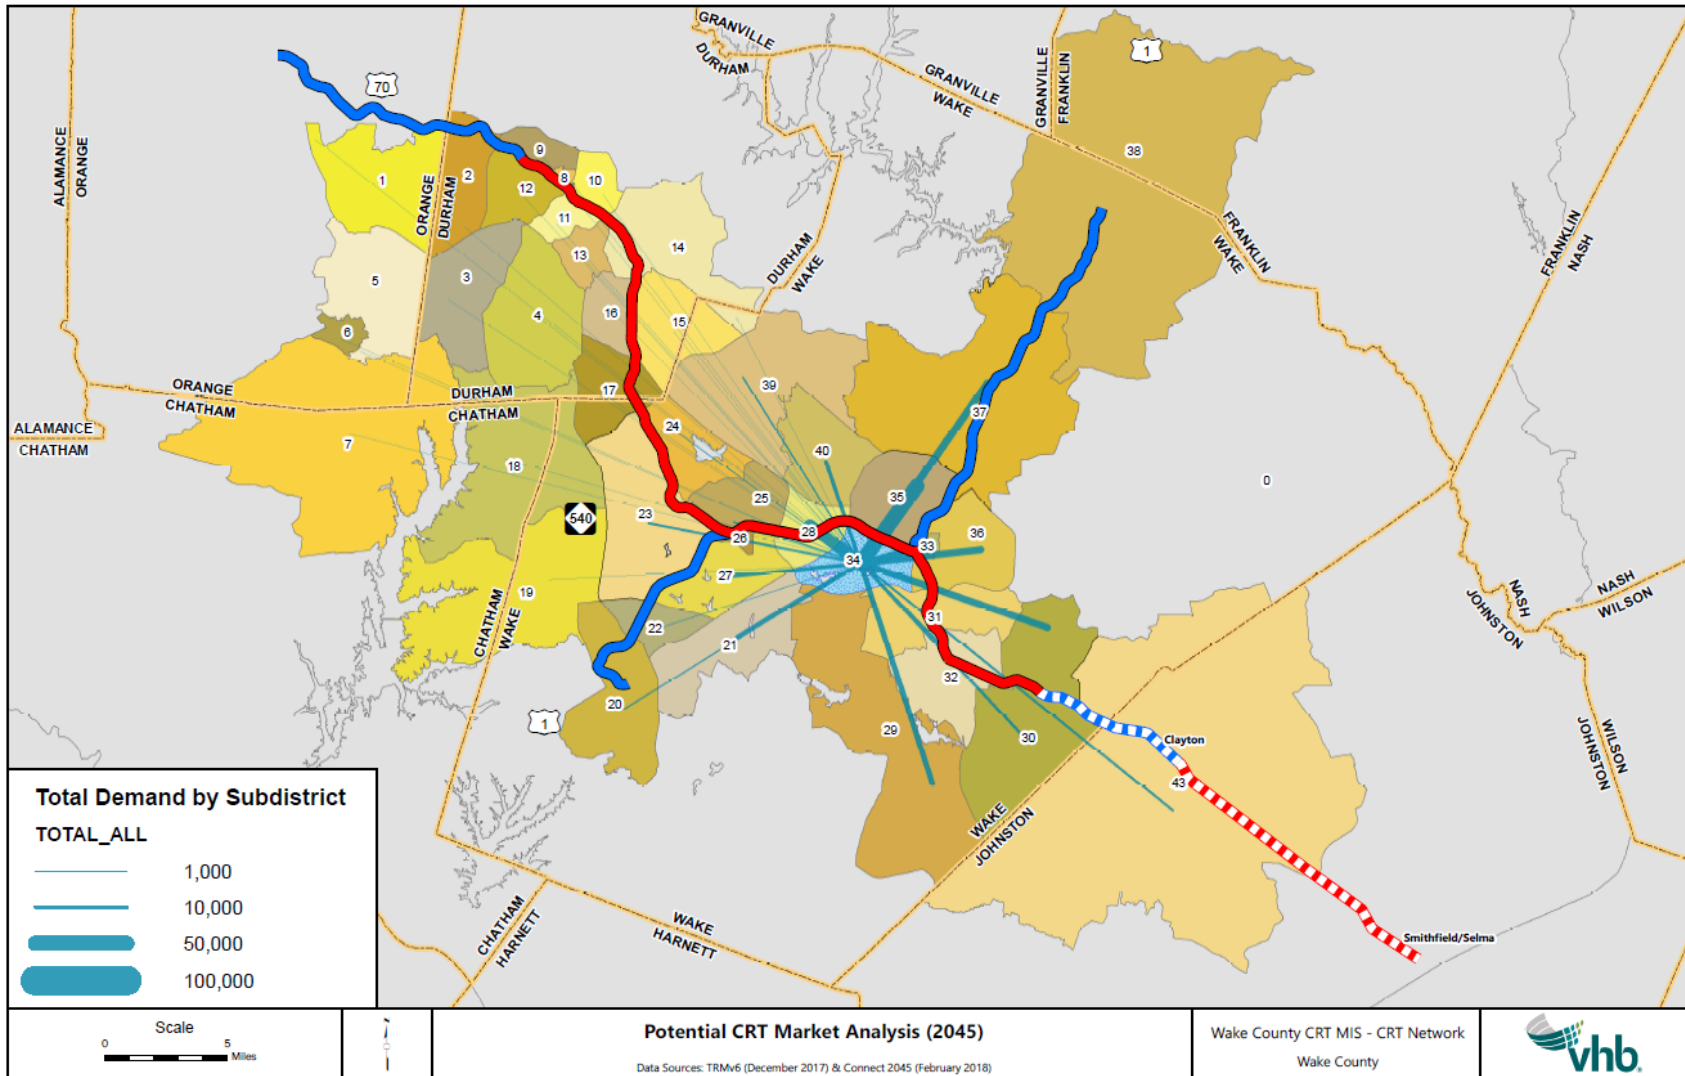 GRANVILLE
DURHAM
GRANVILLE
WAKE
GRANVILLE
FRANKLIN
1
70
ALAMANCE
ORANGE
ORANGE
DURHAM
38
9
8
10
1
2
12
11
13
14
DURHAM
WAKE
FRANKLIN
WAKE
FRANKLIN
NASH
5
3
4
16
15
6
ORANGE
CHATHAM
DURHAM
CHATHAM
17
39
37
ALAMANCE
CHATHAM
7
24
18
40
0
25
35
540
23
26
28
33
36
34
27
19
CHATHAM
WAKE
NASH
JOHNSTON
NASH
WILSON
22
21
31
32
20
1
29
30
Clayton
43
WILSON
JOHNSTON
WAKE
JOHNSTON
CHATHAM
HARNETT
WAKE
HARNETT
Smithfield/Selma
Total Demand by Subdistrict
TOTAL_ALL
1,000
10,000
50,000
100,000
Scale
0 5
Miles
Potential CRT Market Analysis (2045)
Data Sources: TRMv6 (December 2017) & Connect 2045 (February 2018)
Wake County CRT MIS - CRT Network
Wake County
vhb